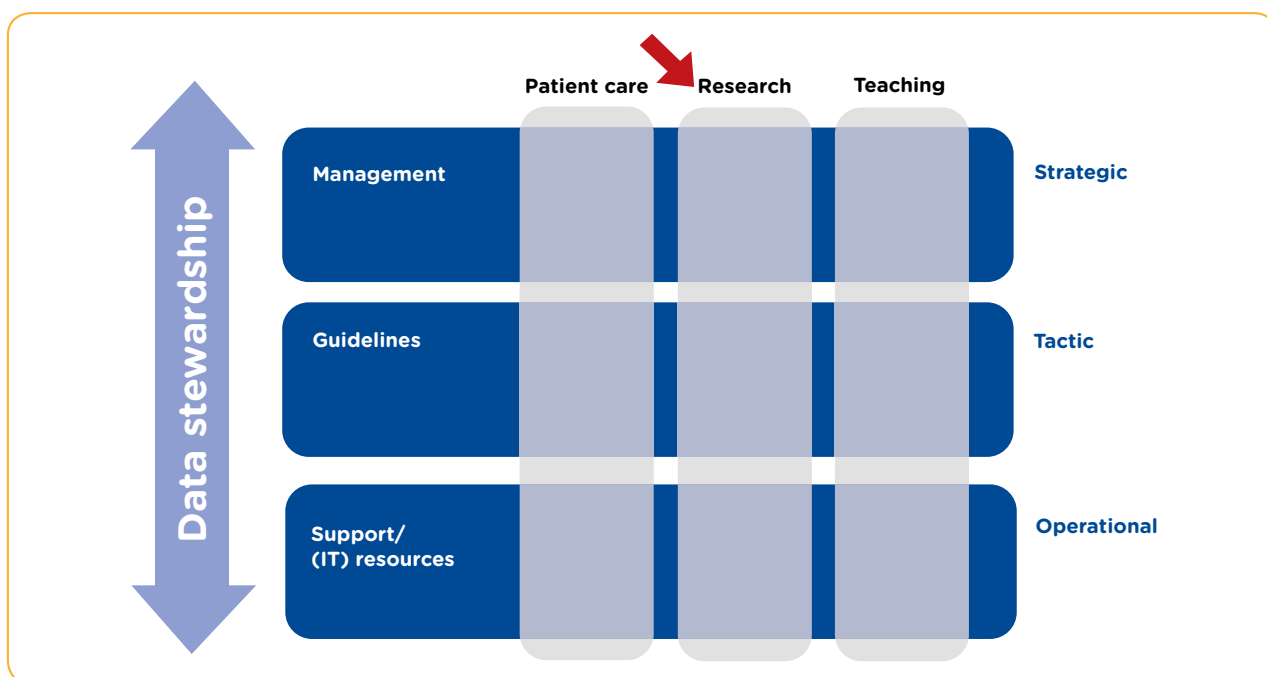 Patient care
Research
Teaching
Data stewardship
Management
Strategic
Guidelines
Tactic
Support/
(IT) resources
Operational